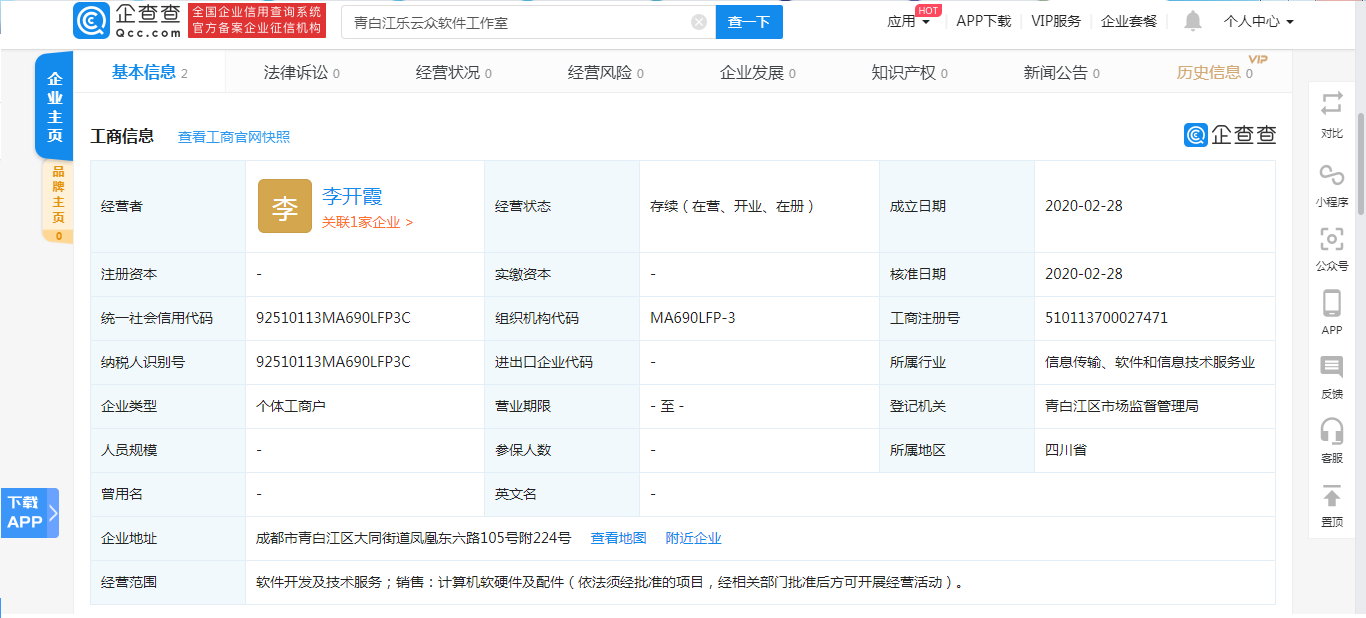 企查查
Qcc.com
全国企业信用查询系统
官方备案企业征信机构
青白江乐云众软件工作室
查一下
应用
HOT
APP下载
VIP服务
企业套餐
个人中心
企业主页
品牌主页
0
基本信息 2
法律诉讼 0
经营状况 0
经营风险 0
企业发展 0
知识产权 0
新闻公告 0
历史信息 0
VIP
工商信息
查看工商官网快照
企查查
经营者
李
李开霞
关联1家企业 >
经营状态
存续（在营、开业、在册）
成立日期
2020-02-28
注册资本
-
实缴资本
-
核准日期
2020-02-28
统一社会信用代码
92510113MA690LFP3C
组织机构代码
MA690LFP-3
工商注册号
510113700027471
纳税人识别号
92510113MA690LFP3C
进出口企业代码
-
所属行业
信息传输、软件和信息技术服务业
企业类型
个体工商户
营业期限
- 至 -
登记机关
青白江区市场监督管理局
人员规模
-
参保人数
-
所属地区
四川省
曾用名
-
英文名
-
企业地址
成都市青白江区大同街道凤凰东六路105号附224号
查看地图
附近企业
经营范围
软件开发及技术服务；销售：计算机软硬件及配件（依法须经批准的项目，经相关部门批准后方可开展经营活动）。
下载
APP
对比
小程序
公众号
APP
反馈
客服
置顶